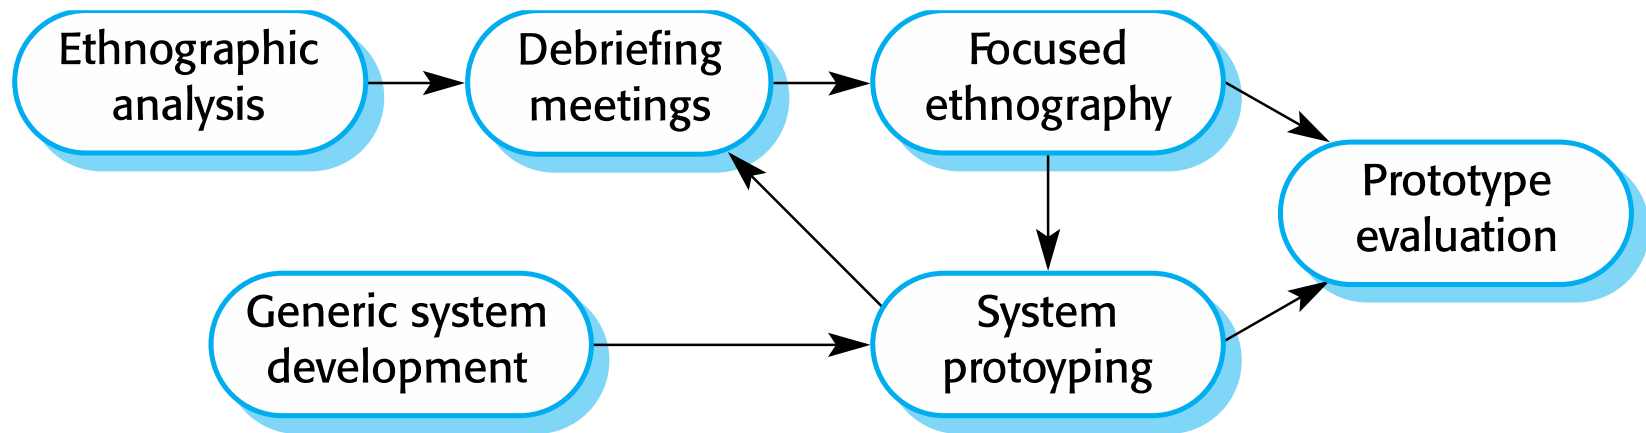 Ethnographic
analysis
Debriefing
meetings
Focused
ethnography
Prototype
evaluation
Generic system
development
System
protoyping